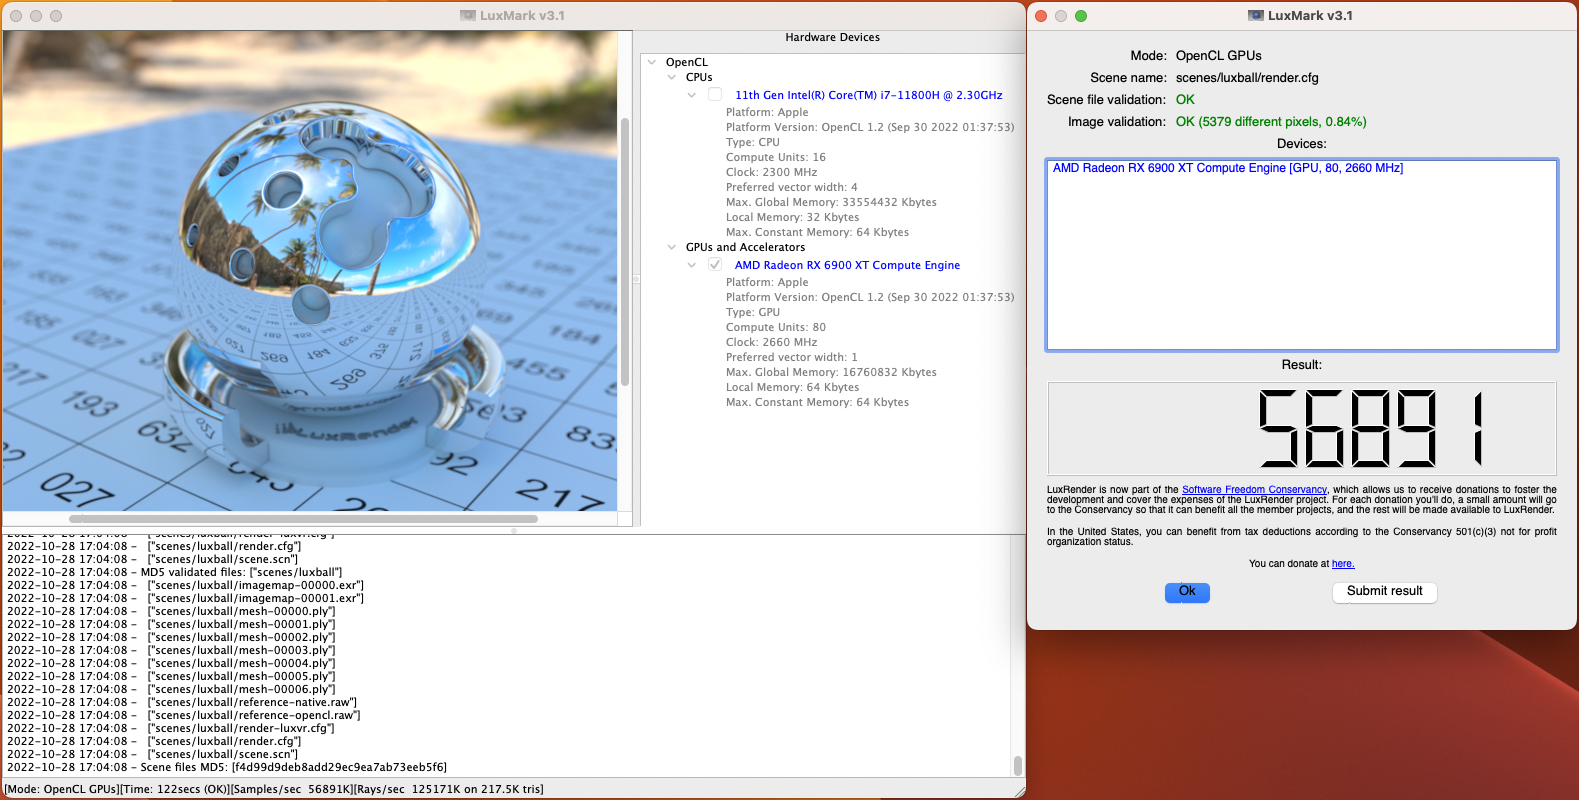 LuxMark v3.1
Hardware Devices
OpenCL
CPUs
11th Gen Intel(R) Core(TM) i7-11800H @ 2.30GHz
Platform: Apple
Platform Version: OpenCL 1.2 (Sep 30 2022 01:37:53)
Type: CPU
Compute Units: 16
Clock: 2300 MHz
Preferred vector width: 4
Max. Global Memory: 33554432 Kbytes
Local Memory: 32 Kbytes
Max. Constant Memory: 64 Kbytes
GPUs and Accelerators
AMD Radeon RX 6900 XT Compute Engine
Platform: Apple
Platform Version: OpenCL 1.2 (Sep 30 2022 01:37:53)
Type: GPU
Compute Units: 80
Clock: 2660 MHz
Preferred vector width: 1
Max. Global Memory: 16760832 Kbytes
Local Memory: 64 Kbytes
Max. Constant Memory: 64 Kbytes
184
545
155
102
193
027
217
LuxRender
2022-10-28 17:04:08 - ["scenes/luxball/render-luxvr.cfg"]
2022-10-28 17:04:08 - ["scenes/luxball/render.cfg"]
2022-10-28 17:04:08 - ["scenes/luxball/scene.scn"]
2022-10-28 17:04:08 - MD5 validated files: ["scenes/luxball"]
2022-10-28 17:04:08 - ["scenes/luxball/imagemap-00000.exr"]
2022-10-28 17:04:08 - ["scenes/luxball/imagemap-00001.exr"]
2022-10-28 17:04:08 - ["scenes/luxball/mesh-00000.ply"]
2022-10-28 17:04:08 - ["scenes/luxball/mesh-00001.ply"]
2022-10-28 17:04:08 - ["scenes/luxball/mesh-00002.ply"]
2022-10-28 17:04:08 - ["scenes/luxball/mesh-00003.ply"]
2022-10-28 17:04:08 - ["scenes/luxball/mesh-00004.ply"]
2022-10-28 17:04:08 - ["scenes/luxball/mesh-00005.ply"]
2022-10-28 17:04:08 - ["scenes/luxball/mesh-00006.ply"]
2022-10-28 17:04:08 - ["scenes/luxball/reference-native.raw"]
2022-10-28 17:04:08 - ["scenes/luxball/reference-opencl.raw"]
2022-10-28 17:04:08 - ["scenes/luxball/render-luxvr.cfg"]
2022-10-28 17:04:08 - ["scenes/luxball/render.cfg"]
2022-10-28 17:04:08 - ["scenes/luxball/scene.scn"]
2022-10-28 17:04:08 - Scene files MD5: [f4d99d9deb8add29ec9ea7ab73eeb5f6]
[Mode: OpenCL GPUs][Time: 122secs (OK)][Samples/sec 56891K][Rays/sec 125171K on 217.5K tris]
LuxMark v3.1
Mode: OpenCL GPUs
Scene name: scenes/luxball/render.cfg
Scene file validation: OK
Image validation: OK (5379 different pixels, 0.84%)
Devices:
AMD Radeon RX 6900 XT Compute Engine [GPU, 80, 2660 MHz]
Result:
56891
LuxRender is now part of the Software Freedom Conservancy, which allows us to receive donations to foster the
development and cover the expenses of the LuxRender project. For each donation you'll do, a small amount will go
to the Conservancy so that it can benefit all the member projects, and the rest will be made available to LuxRender.
In the United States, you can benefit from tax deductions according to the Conservancy 501(c)(3) not for profit
organization status.
You can donate at here.
Ok
Submit result